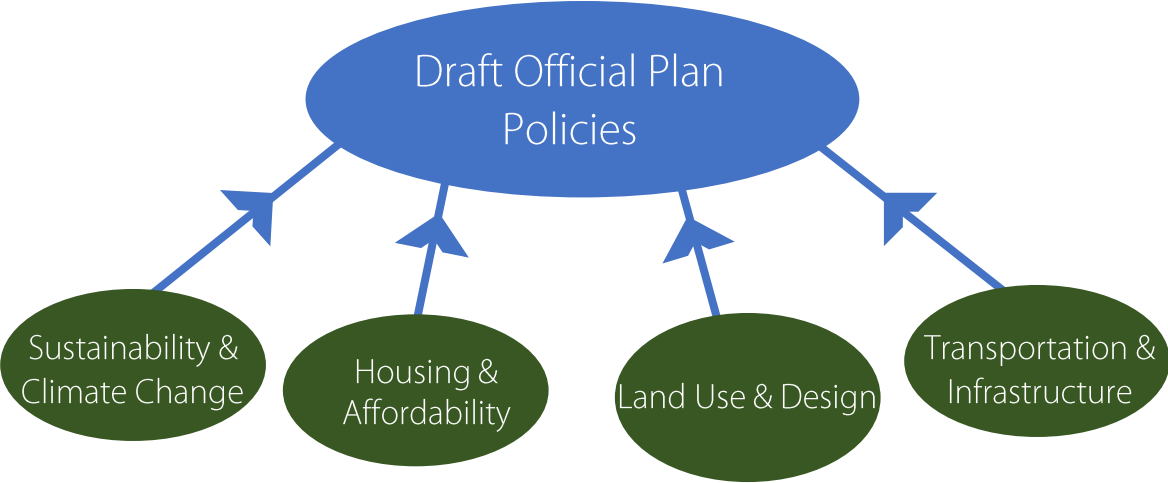 Draft Official Plan
Policies
Sustainability &
Climate Change
Housing &
Affordability
Land Use & Design
Transportation &
Infrastructure